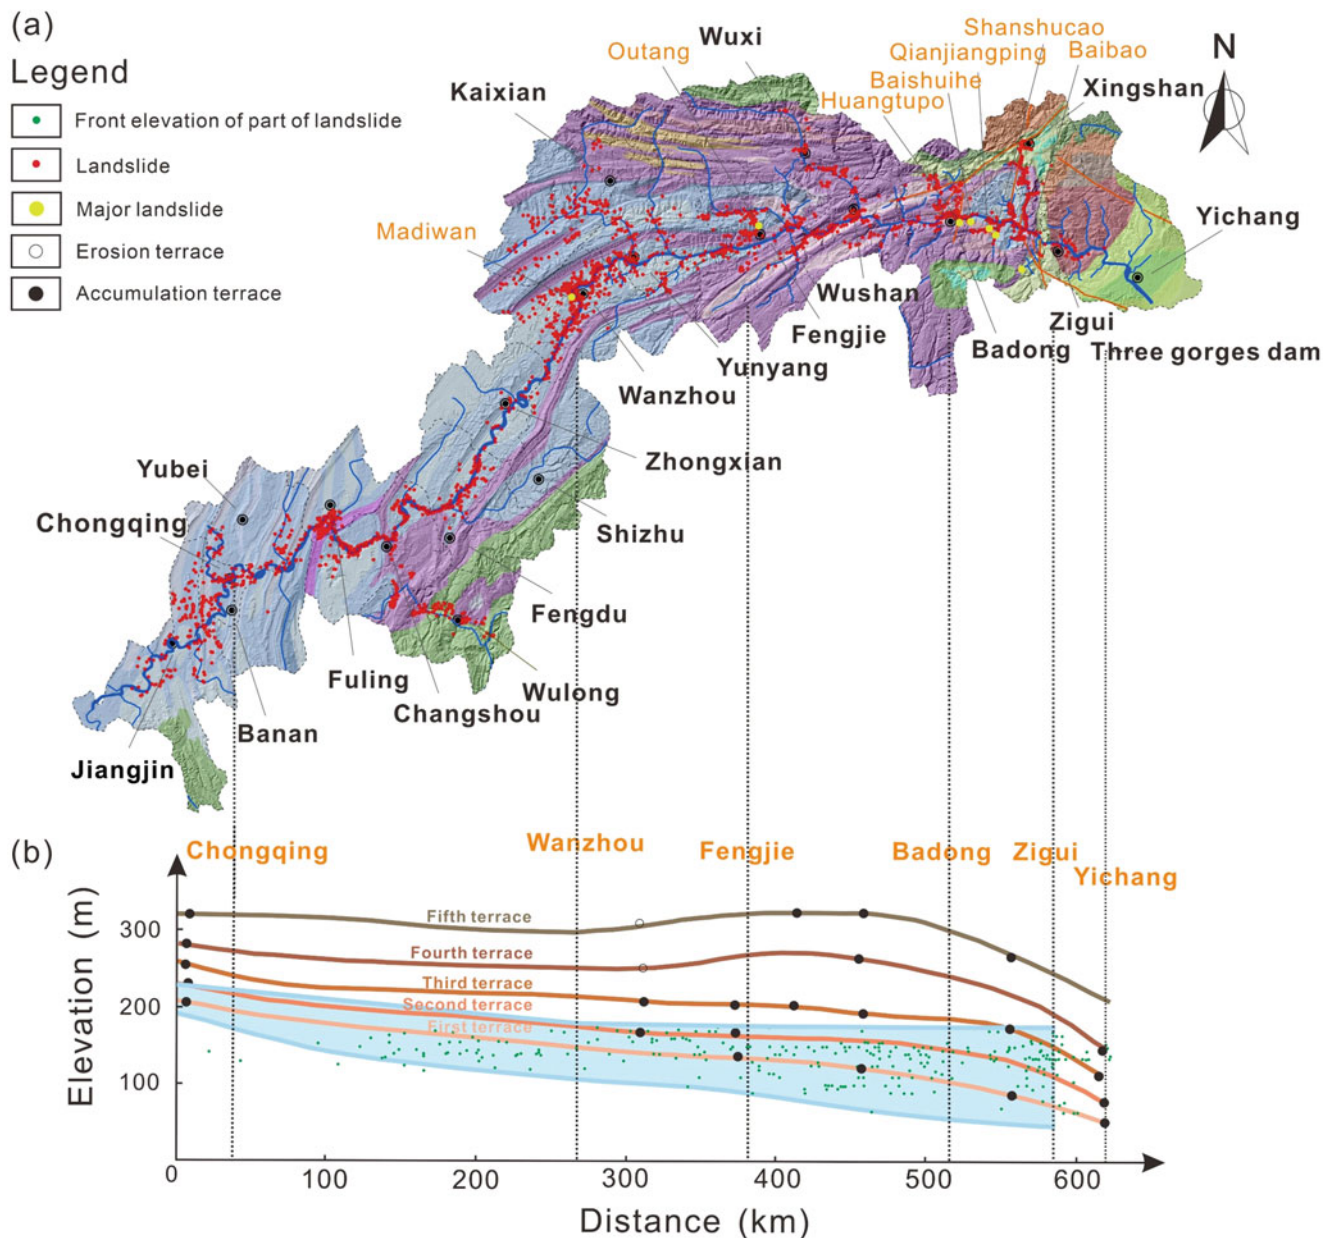 (a)
Legend
Front elevation of part of landslide
Landslide
Major landslide
Erosion terrace
Accumulation terrace
Shanshucao
Wuxi
Outang
Qianjiangping
Baibao
Baishuihe
Xingshan
N
Kaixian
Huangtupo
Madiwan
Yichang
Wushan
Zigui
Fengjie
Badong
Three gorges dam
Yunyang
Wanzhou
Yubei
Zhongxian
Chongqing
Shizhu
Fengdu
Fuling
Wulong
Changshou
Banan
Jiangjin
(b)
Chongqing
Wanzhou
Fengjie
Badong
Zigui
Yichang
Elevation (m)
300
200
100
Fifth terrace
Fourth terrace
Third terrace
Second terrace
First terrace
0
100
200
300
400
500
600
Distance (km)